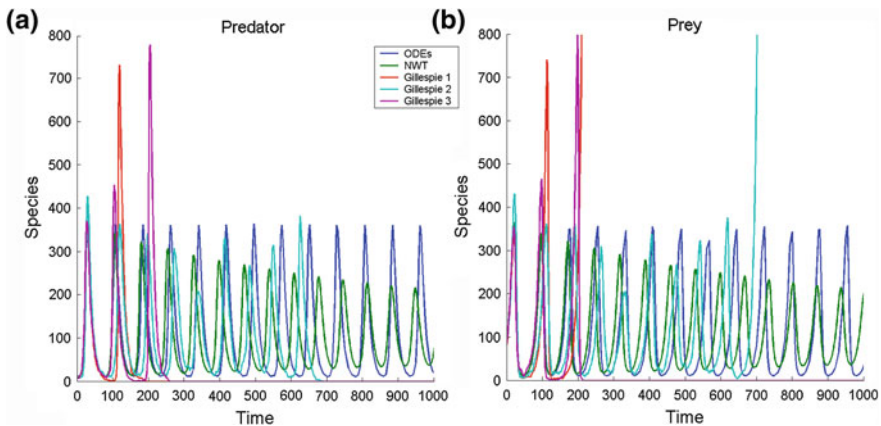 (a)
Predator
800
700
600
500
400
300
200
100
0
Species
ODEs
NWT
Gillespie 1
Gillespie 2
Gillespie 3
0 100 200 300 400 500 600 700 800 900 1000
Time
(b)
Prey
800
700
600
500
400
300
200
100
0
Species
0 100 200 300 400 500 600 700 800 900 1000
Time